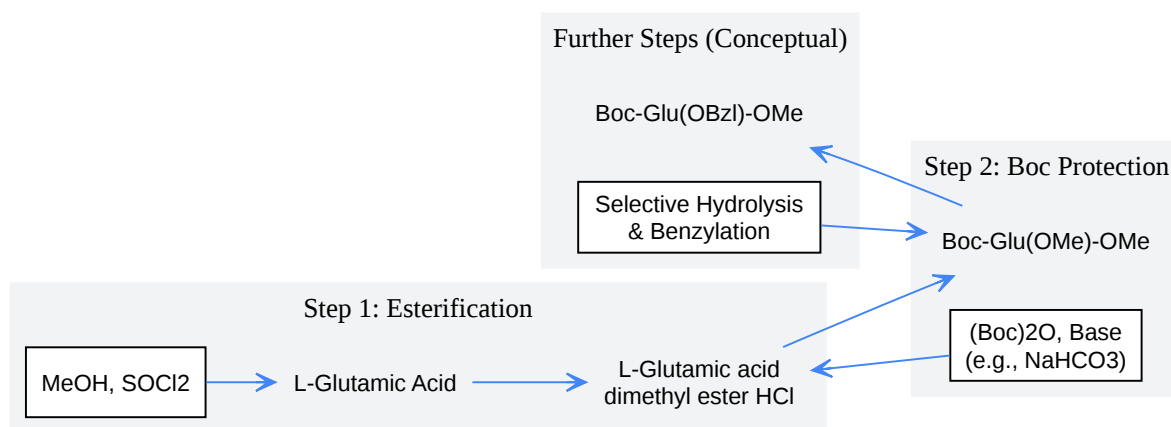 Further Steps (Conceptual)
Boc-Glu(OBzl)-OMe
Selective Hydrolysis
& Benzylation
Step 2: Boc Protection
Boc-Glu(OMe)-OMe
(Boc)2O, Base
(e.g., NaHCO3)
Step 1: Esterification
MeOH, SOCl2
L-Glutamic Acid
L-Glutamic acid
dimethyl ester HCl